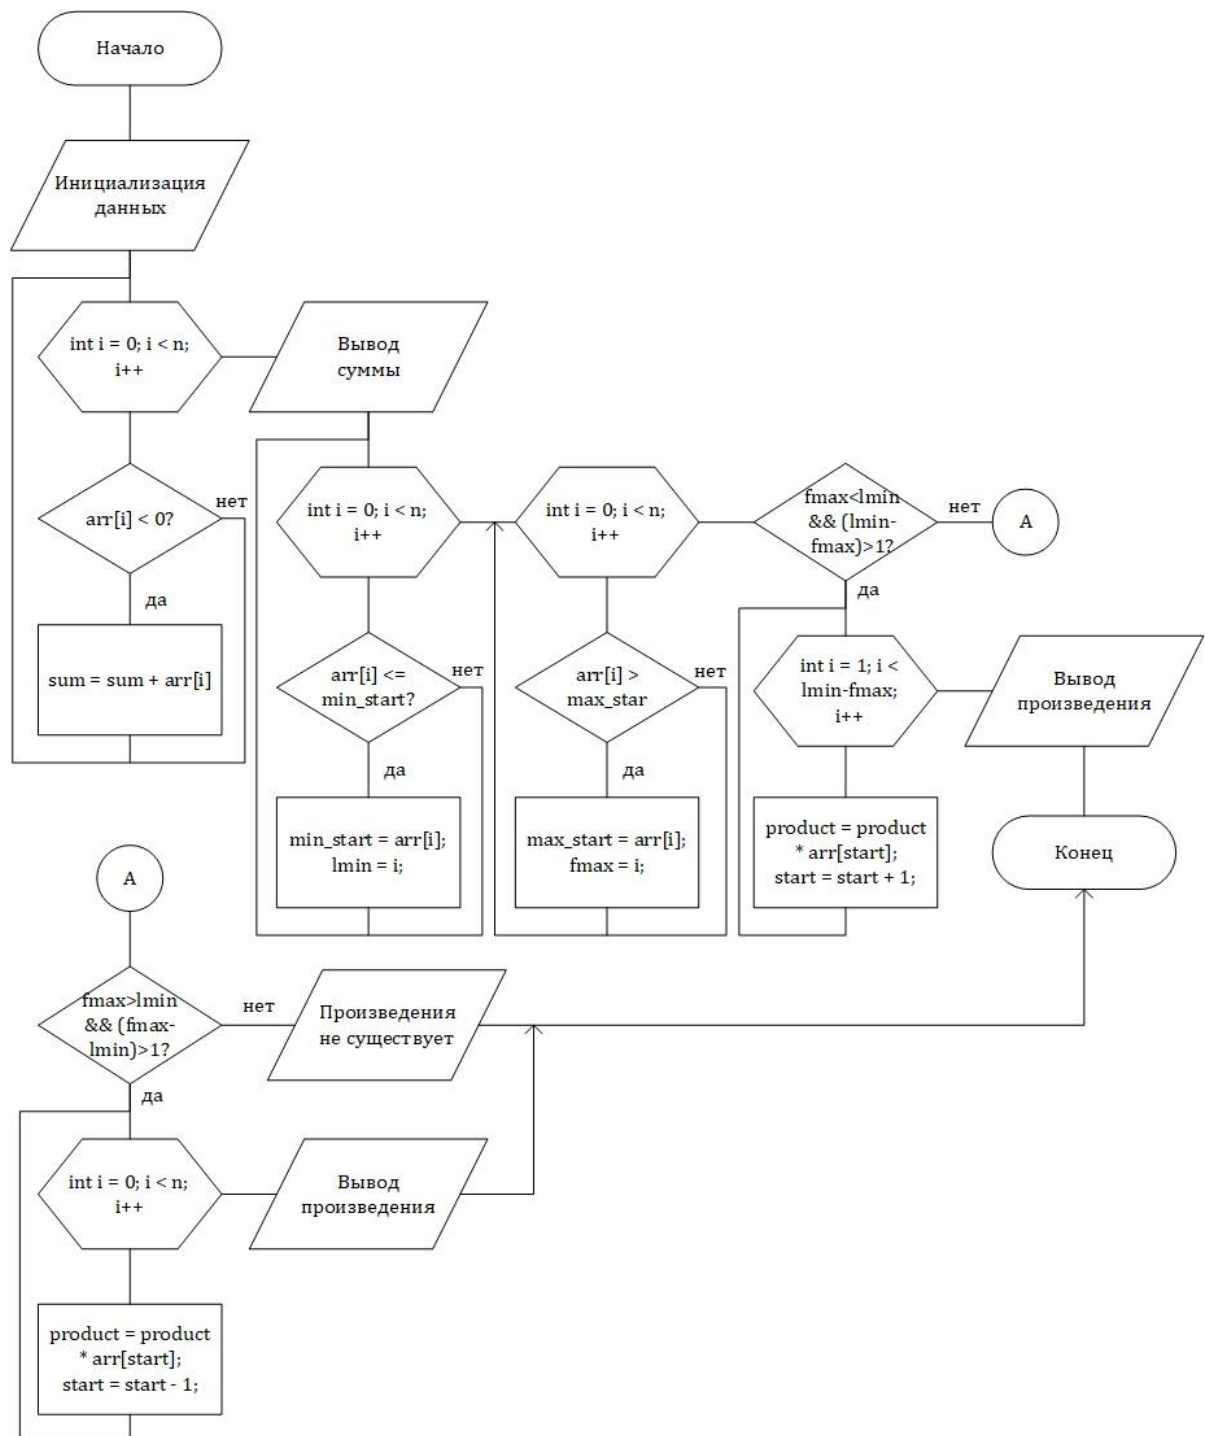 Начало
Инициализация
данных
int i = 0; i < n;
i++
Вывод
суммы
arr[i] < 0?
нет
да
sum = sum + arr[i]
int i = 0; i < n;
i++
arr[i] <=
min_start?
нет
да
min_start = arr[i];
lmin = i;
int i = 0; i < n;
i++
arr[i] >
max_star
нет
да
max_start = arr[i];
fmax = i;
fmax<lmin
&& (lmin-
fmax)>1?
нет
A
да
int i = 1; i <
lmin-fmax;
i++
Вывод
произведения
product = product
* arr[start];
start = start + 1;
Конец
A
fmax>lmin
&& (fmax-
lmin)>1?
нет
Произведения
не существует
да
int i = 0; i < n;
i++
Вывод
произведения
product = product
* arr[start];
start = start - 1;